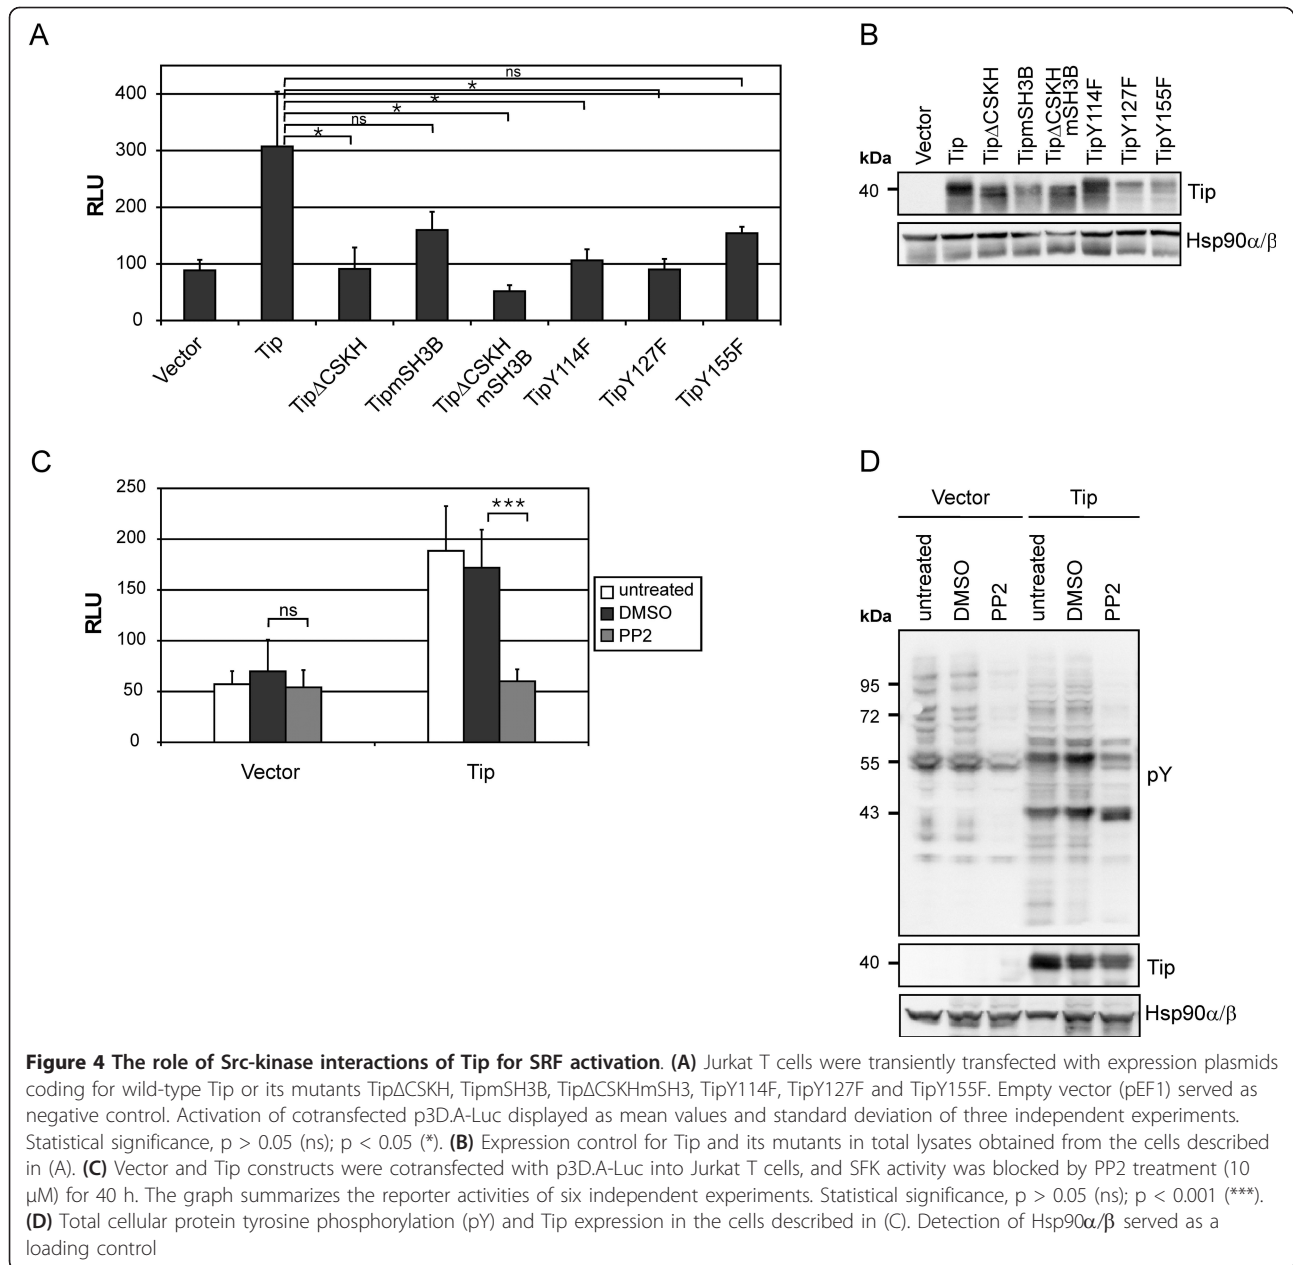 A
ns
*
*
*
ns
*
RLU
400
300
200
100
0
Vector
Tip
TipΔCSKH
TipmSH3B
TipΔCSKH
mSH3B
TipY114F
TipY127F
TipY155F
B
kDa
Vector
Tip
TipΔCSKH
TipmSH3B
TipΔCSKH
mSH3B
TipY114F
TipY127F
TipY155F
40
Tip
Hsp90α/β
C
RLU
250
200
150
100
50
0
ns
***
Vector
Tip
untreated
DMSO
PP2
D
Vector
Tip
kDa
untreated
DMSO
PP2
untreated
DMSO
PP2
95
72
55
43
pY
40
Tip
Hsp90α/β
Figure 4 The role of Src-kinase interactions of Tip for SRF activation. (A) Jurkat T cells were transiently transfected with expression plasmids
coding for wild-type Tip or its mutants TipΔCSKH, TipmSH3B, TipΔCSKHmSH3, TipY114F, TipY127F and TipY155F. Empty vector (pEF1) served as
negative control. Activation of cotransfected p3D.A-Luc displayed as mean values and standard deviation of three independent experiments.
Statistical significance, p > 0.05 (ns); p < 0.05 (*). (B) Expression control for Tip and its mutants in total lysates obtained from the cells described
in (A). (C) Vector and Tip constructs were cotransfected with p3D.A-Luc into Jurkat T cells, and SFK activity was blocked by PP2 treatment (10
μM) for 40 h. The graph summarizes the reporter activities of six independent experiments. Statistical significance, p > 0.05 (ns); p < 0.001 (***).
(D) Total cellular protein tyrosine phosphorylation (pY) and Tip expression in the cells described in (C). Detection of Hsp90α/β served as a
loading control